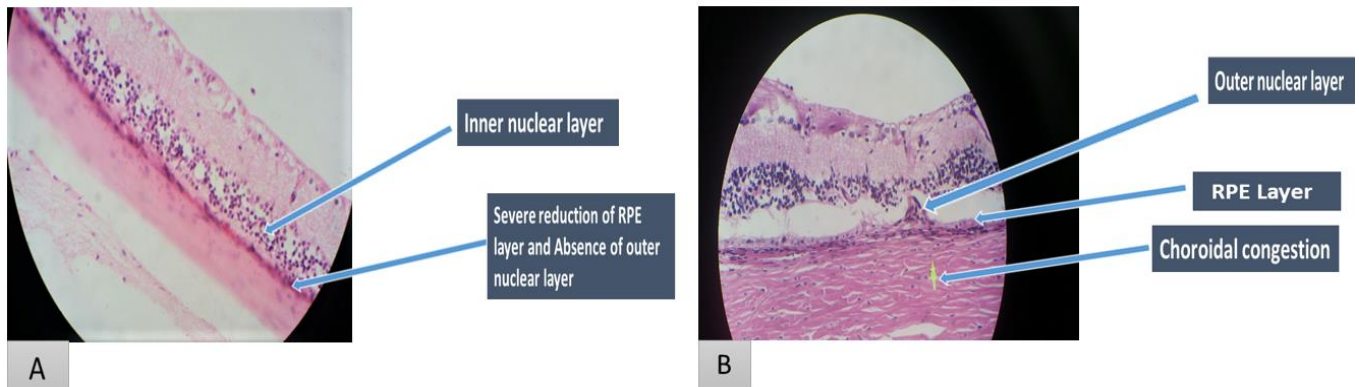 Inner nuclear layer
Severe reduction of RPE
layer and Absence of outer
nuclear layer
A
Outer nuclear layer
RPE Layer
Choroidal congestion
B